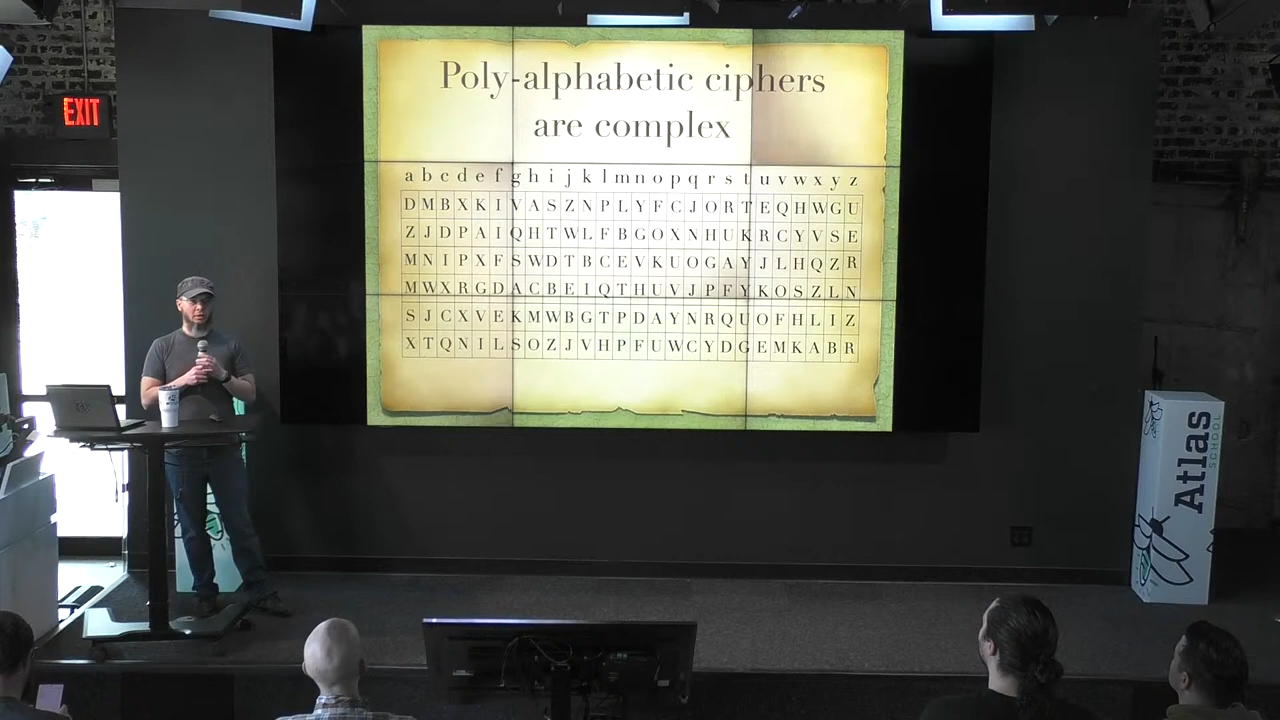 EXIT
Poly-alphabetic ciphers
are complex
a b c d e f g h i j k l m n o p q r s t u v w x y z
D M B X K I V A S Z N P L Y F C J O R T E Q H W G U
Z J D P A I Q H T W L F B G O X N H U K R C Y V S E
M N I P X F S W D T B C E V K U O G A Y J L H Q Z R
M W X R G D A C B E I Q T H U V J P F Y K O S Z L N
S J C X V E K M W B G T P D A Y N R Q U O F H L I Z
X T Q N I L S O Z J V H P F U W C Y D G E M K A B R
Atlas
SCHOOL